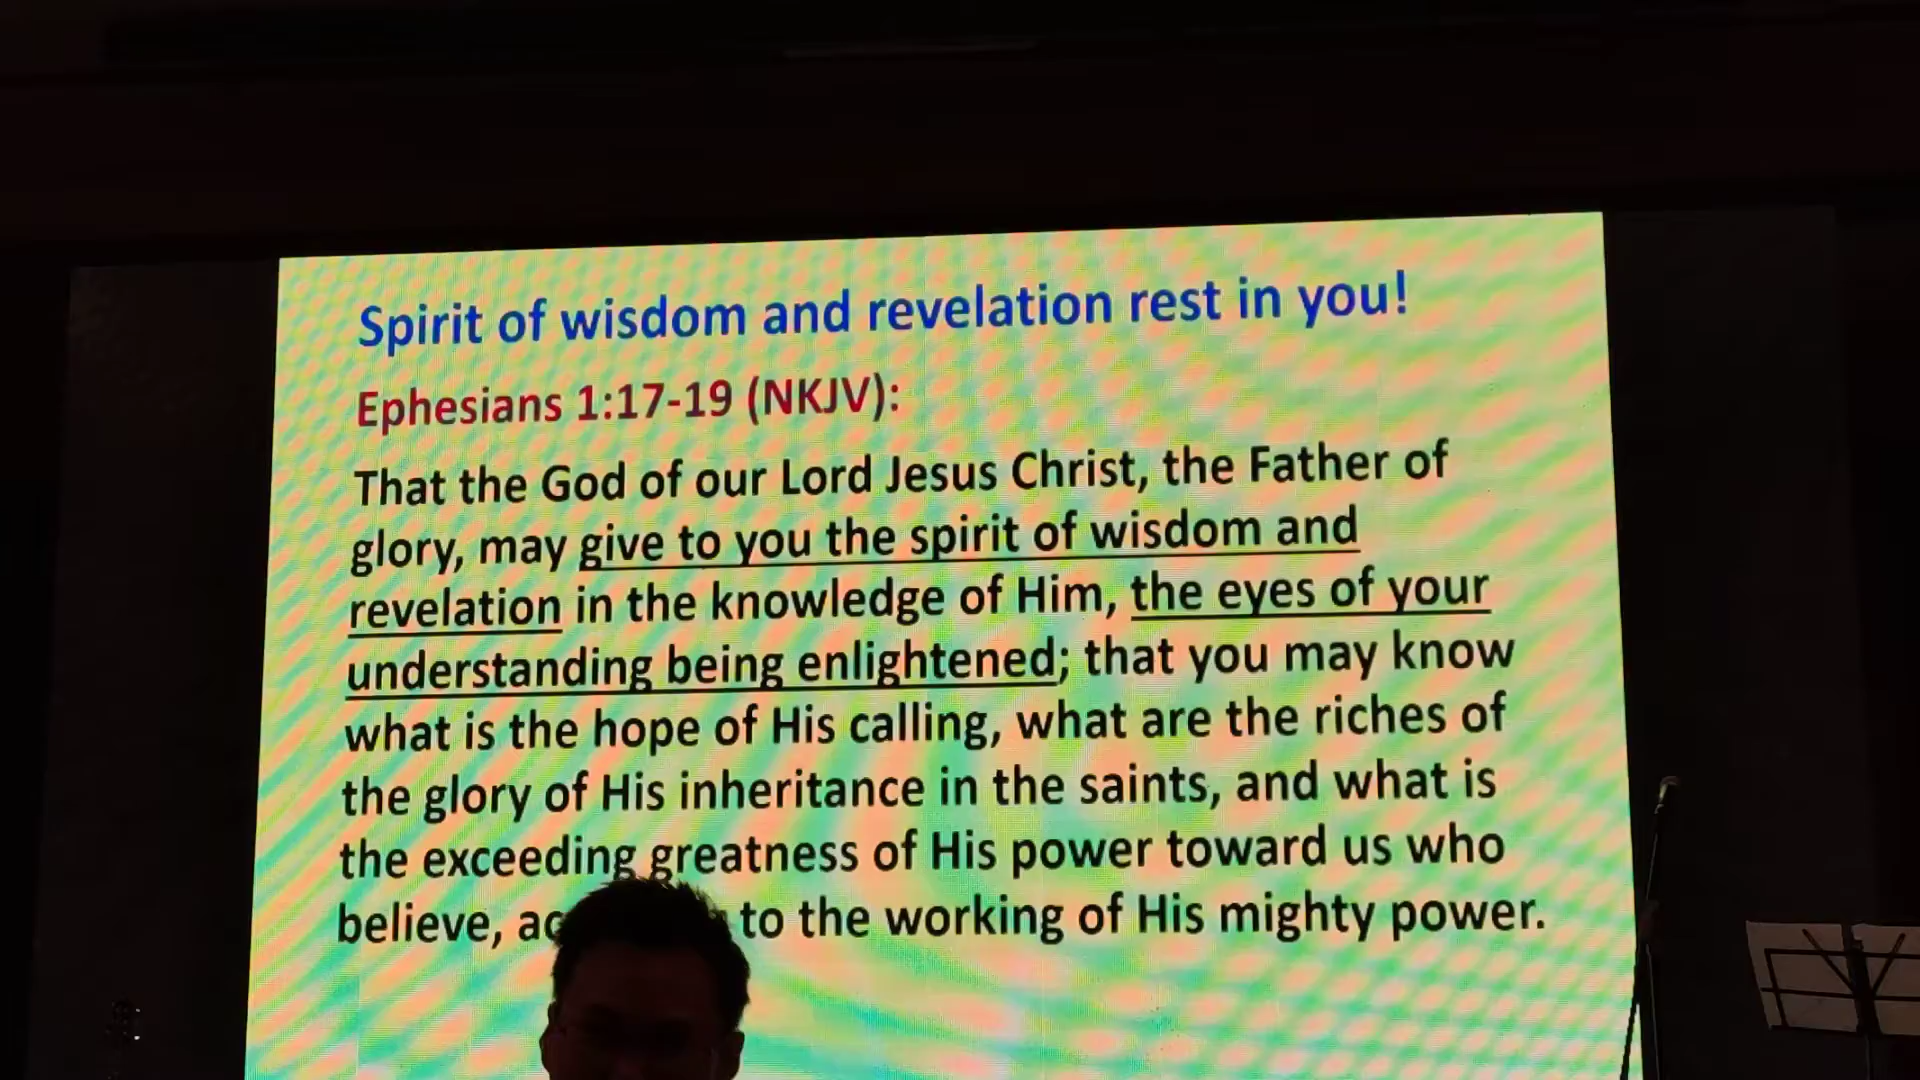 Spirit of wisdom and revelation rest in you!
Ephesians 1:17-19 (NKJV):
That the God of our Lord Jesus Christ, the Father of
glory, may give to you the spirit of wisdom and
revelation in the knowledge of Him, the eyes of your
understanding being enlightened; that you may know
what is the hope of His calling, what are the riches of
the glory of His inheritance in the saints, and what is
the exceeding greatness of His power toward us who
believe, to the working of His mighty power.